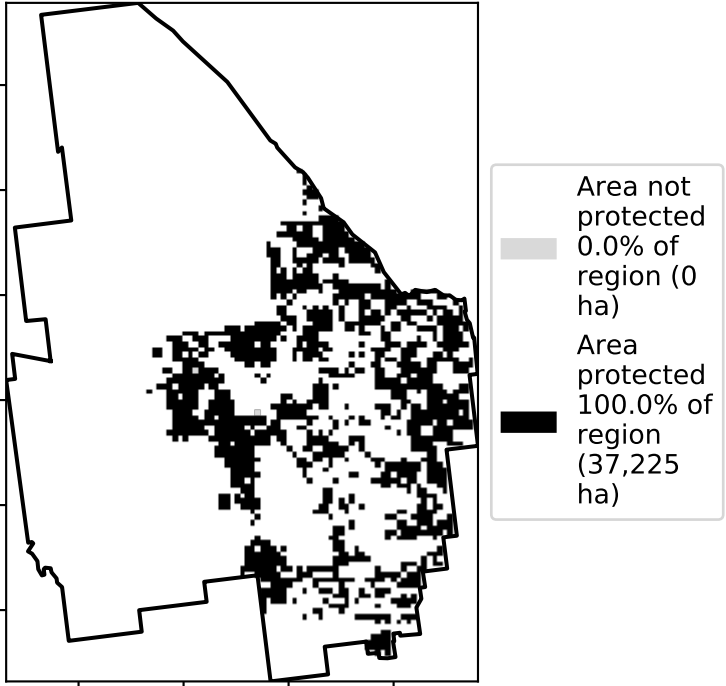 Area not
protected
0.0% of
region (0
ha)
Area
protected
100.0% of
region
(37,225
ha)